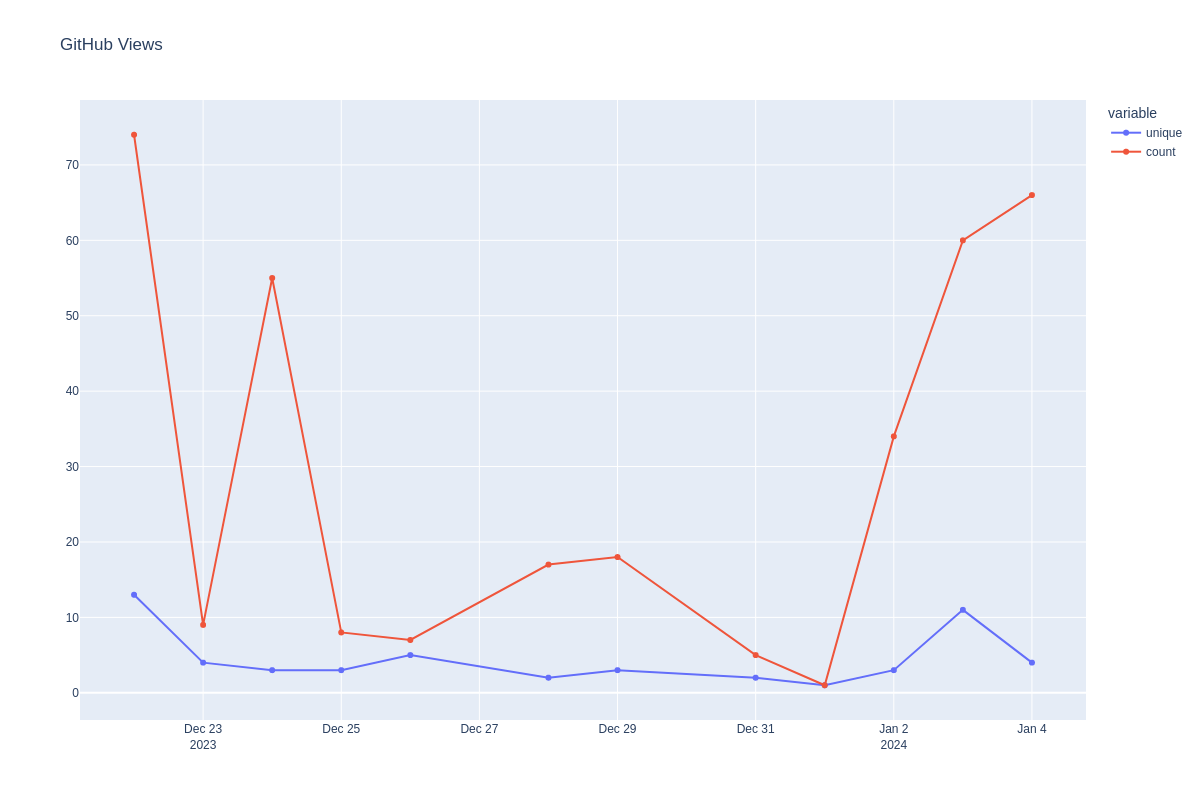 GitHub Views
variable
unique
count
70
60
50
40
30
20
10
0
Dec 23
2023
Dec 25
Dec 27
Dec 29
Dec 31
Jan 2
2024
Jan 4